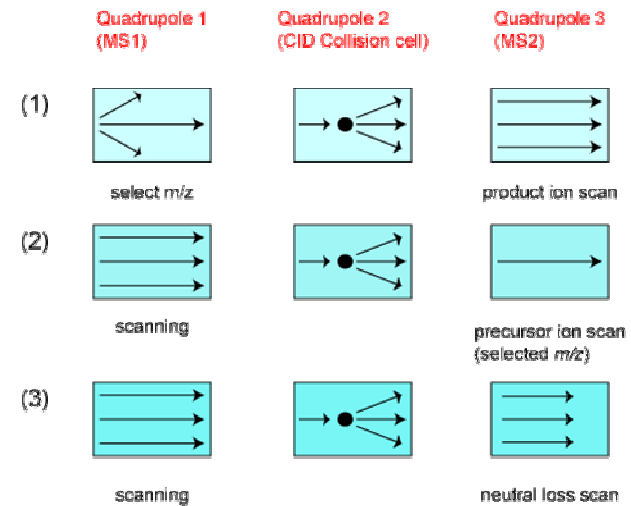 Quadrupole 1
(MS1)
Quadrupole 2
(CID Collision cell)
Quadrupole 3
(MS2)
(1)
select m/z
product ion scan
(2)
scanning
precursor ion scan
(selected m/z)
(3)
scanning
neutral loss scan